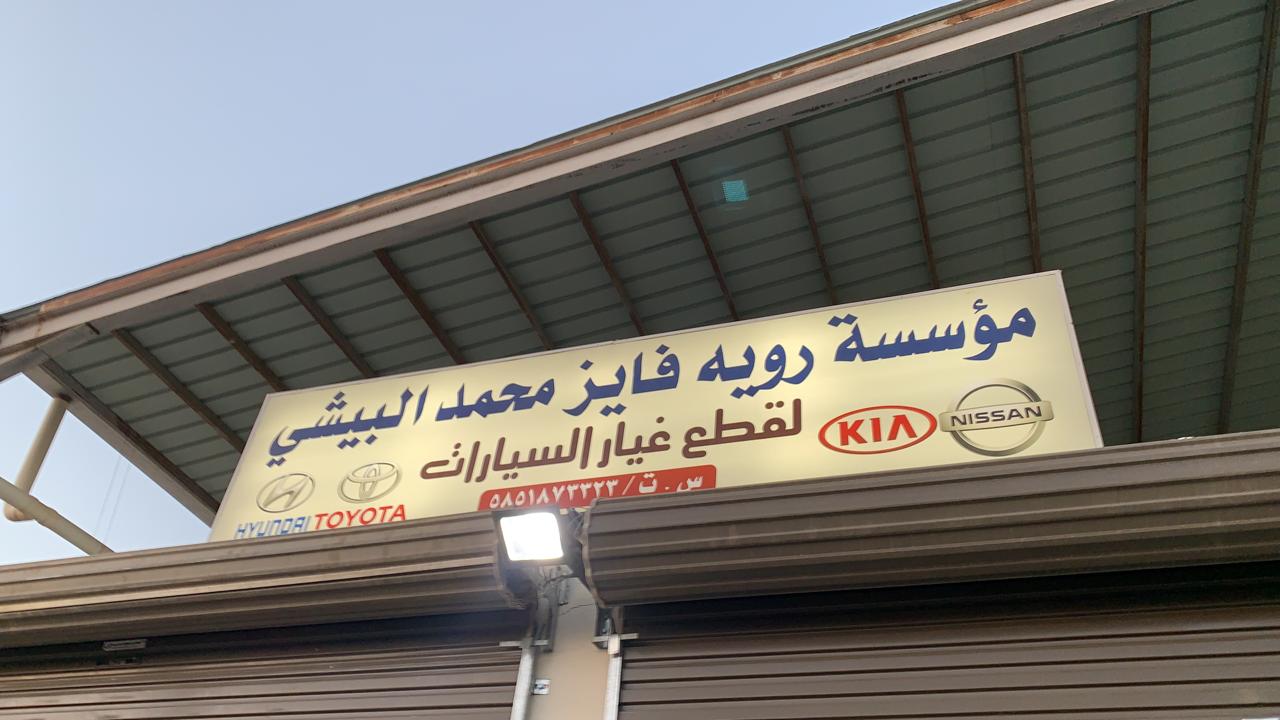 مؤسسة رويه فايز محمد البيشي
لقطع غيار السيارات
NISSAN
KIA
TOYOTA
HYUNDAI
س.ت/٥٨٥١٨٧٣٣٢٣